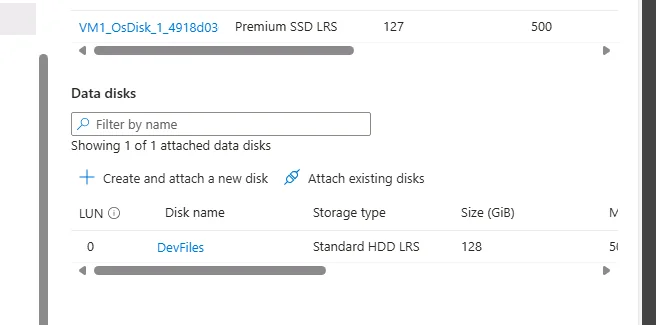 VM1_OsDisk_1_4918d03 Premium SSD LRS 127 500
Data disks
Filter by name
Showing 1 of 1 attached data disks
Create and attach a new disk Attach existing disks
LUN Disk name Storage type Size (GiB) M
0 DevFiles Standard HDD LRS 128